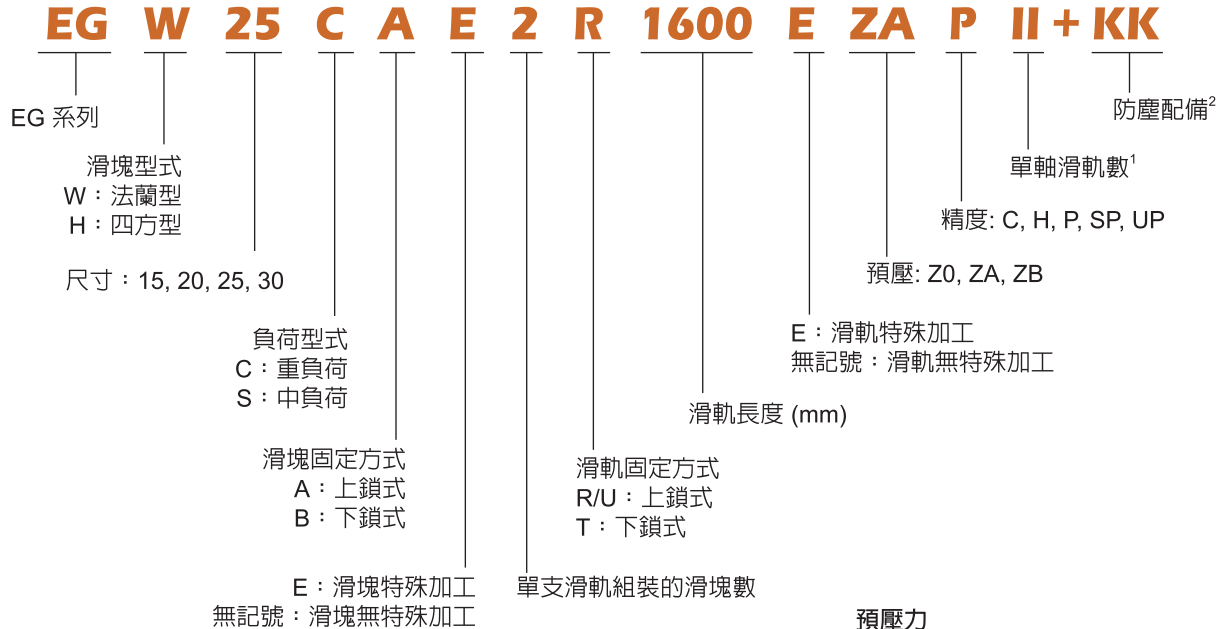 EG W 25 C A E 2 R 1600 E ZA P II + KK
EG 系列
防塵配備2
滑塊型式
W：法蘭型
H：四方型
單軸滑軌數1
精度: C, H, P, SP, UP
尺寸：15, 20, 25, 30
預壓: Z0, ZA, ZB
負荷型式
C：重負荷
S：中負荷
E：滑軌特殊加工
無記號：滑軌無特殊加工
滑軌長度 (mm)
滑塊固定方式
A：上鎖式
B：下鎖式
滑軌固定方式
R/U：上鎖式
T：下鎖式
E：滑塊特殊加工
無記號：滑塊無特殊加工
單支滑軌組裝的滑塊數
預壓力